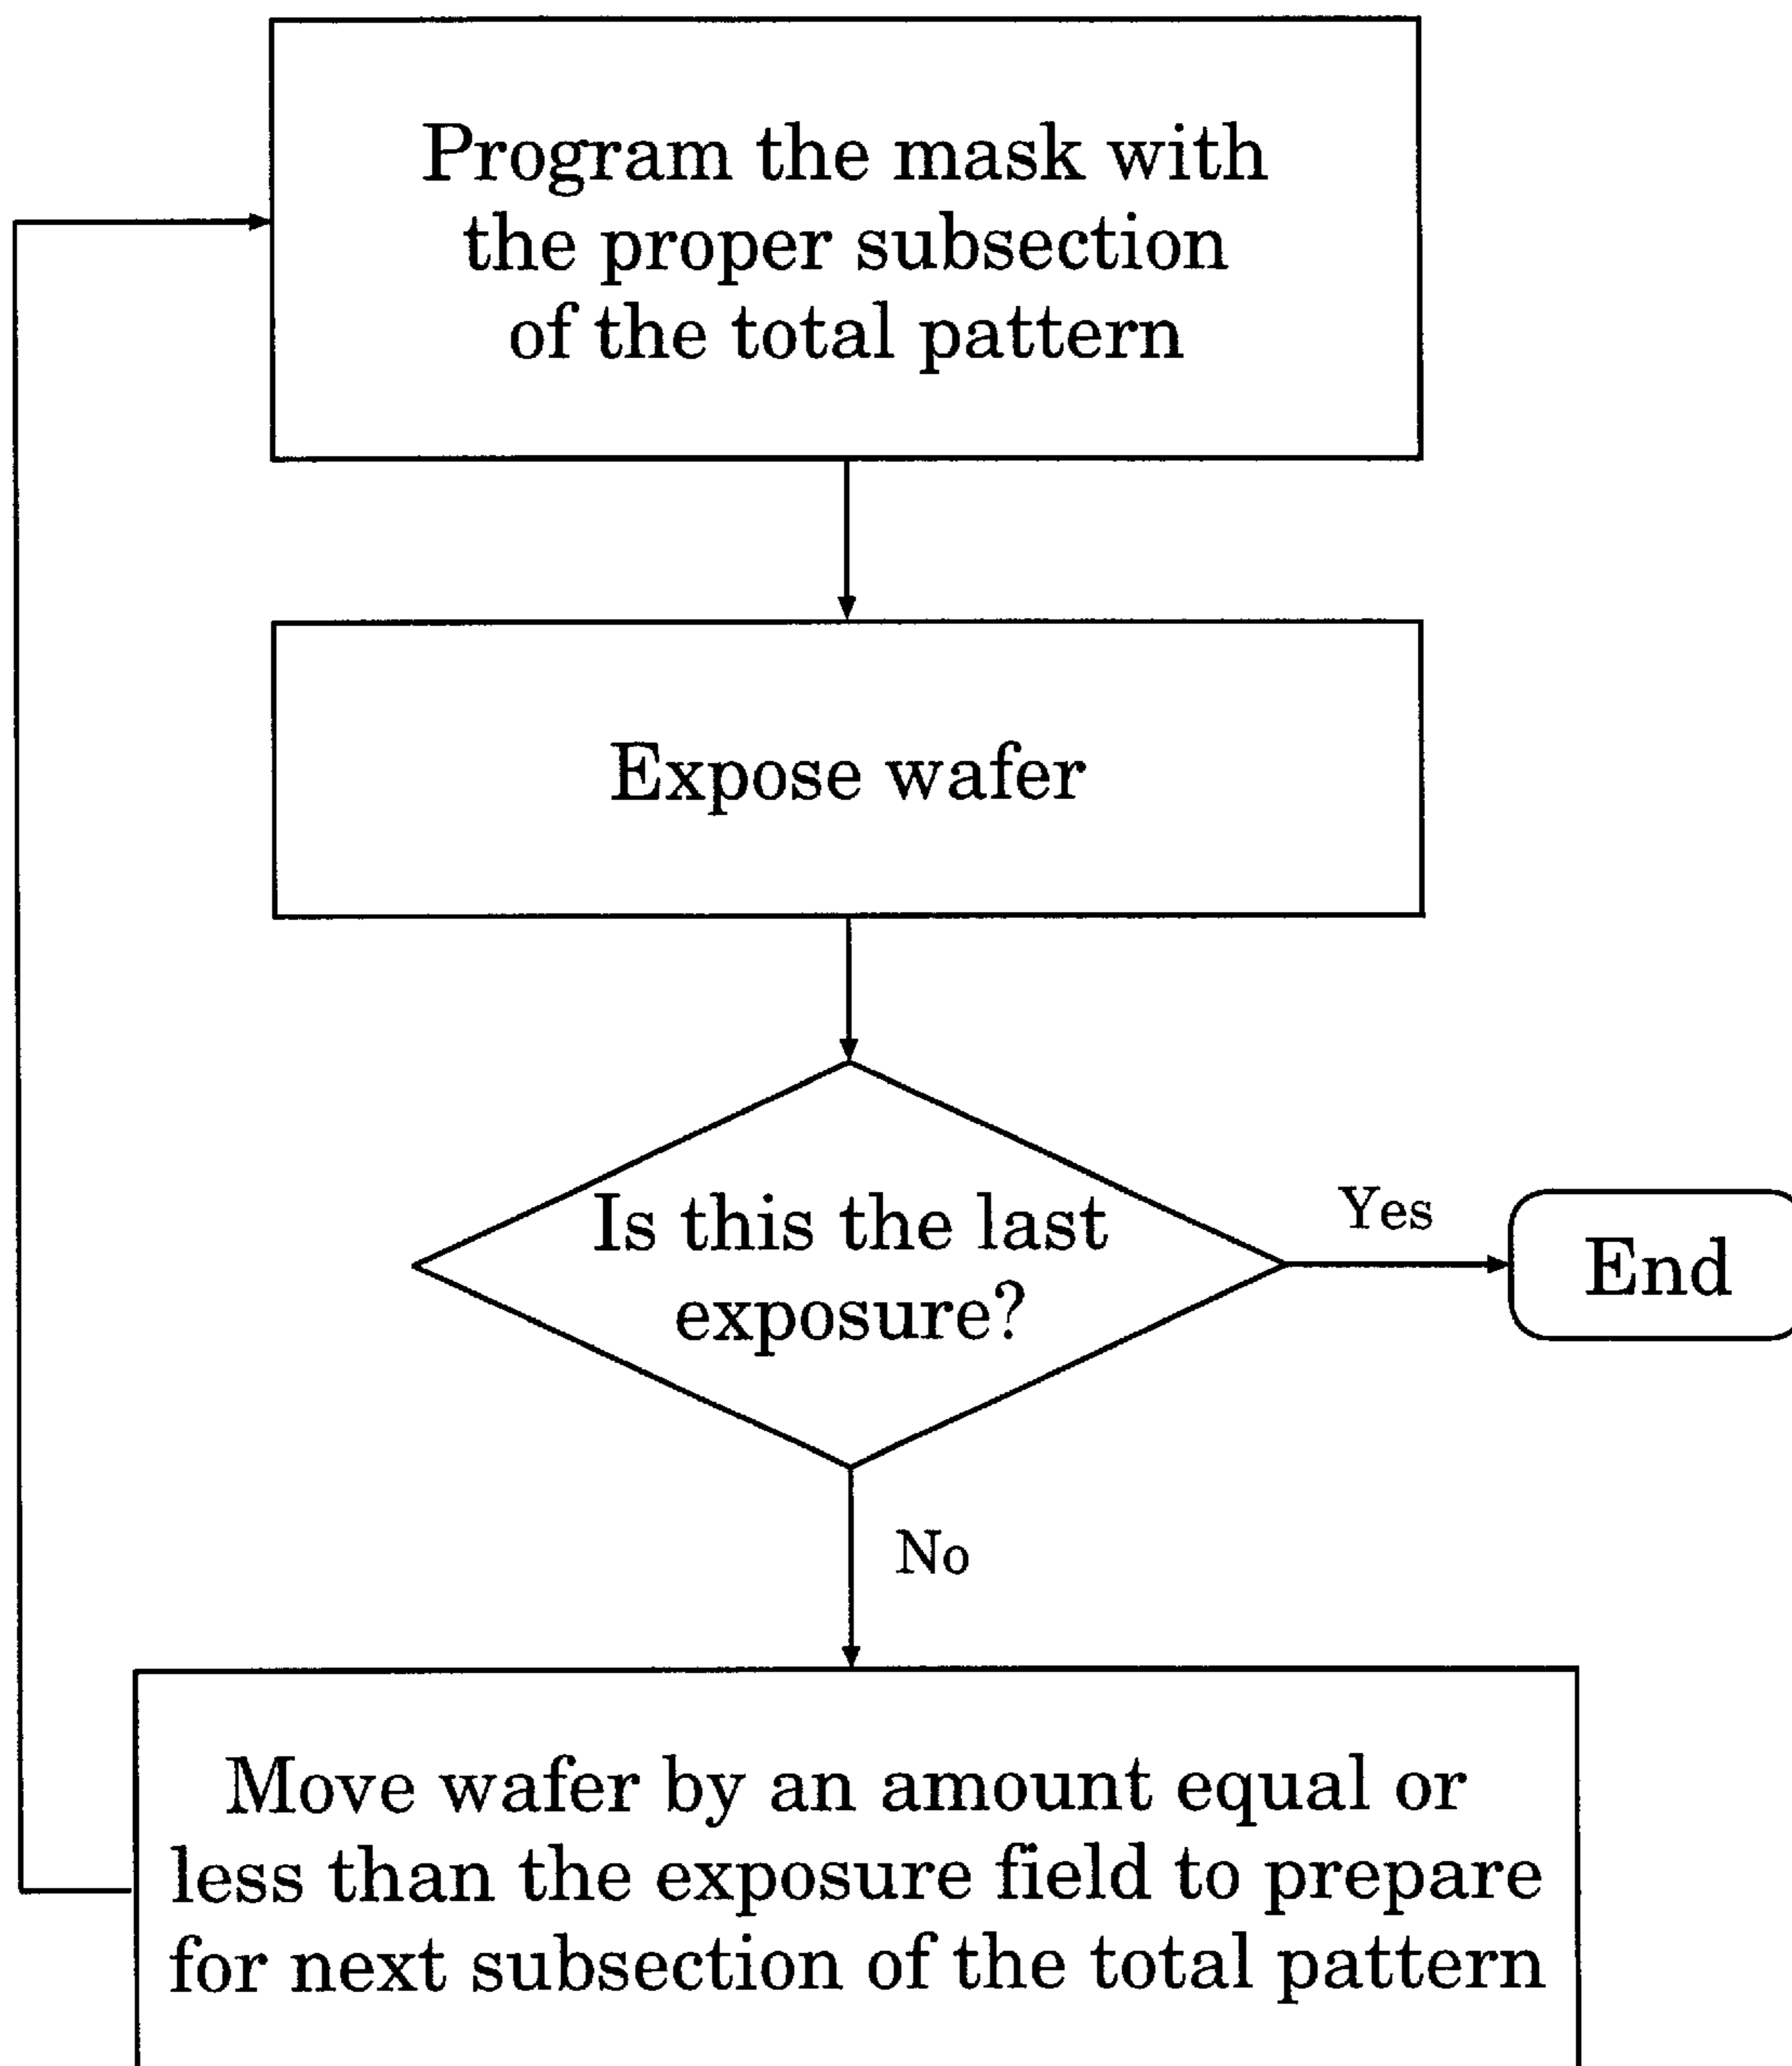 Program the mask with
the proper subsection
of the total pattern
Expose wafer
Is this the last
exposure?
Yes
End
No
Move wafer by an amount equal or
less than the exposure field to prepare
for next subsection of the total pattern